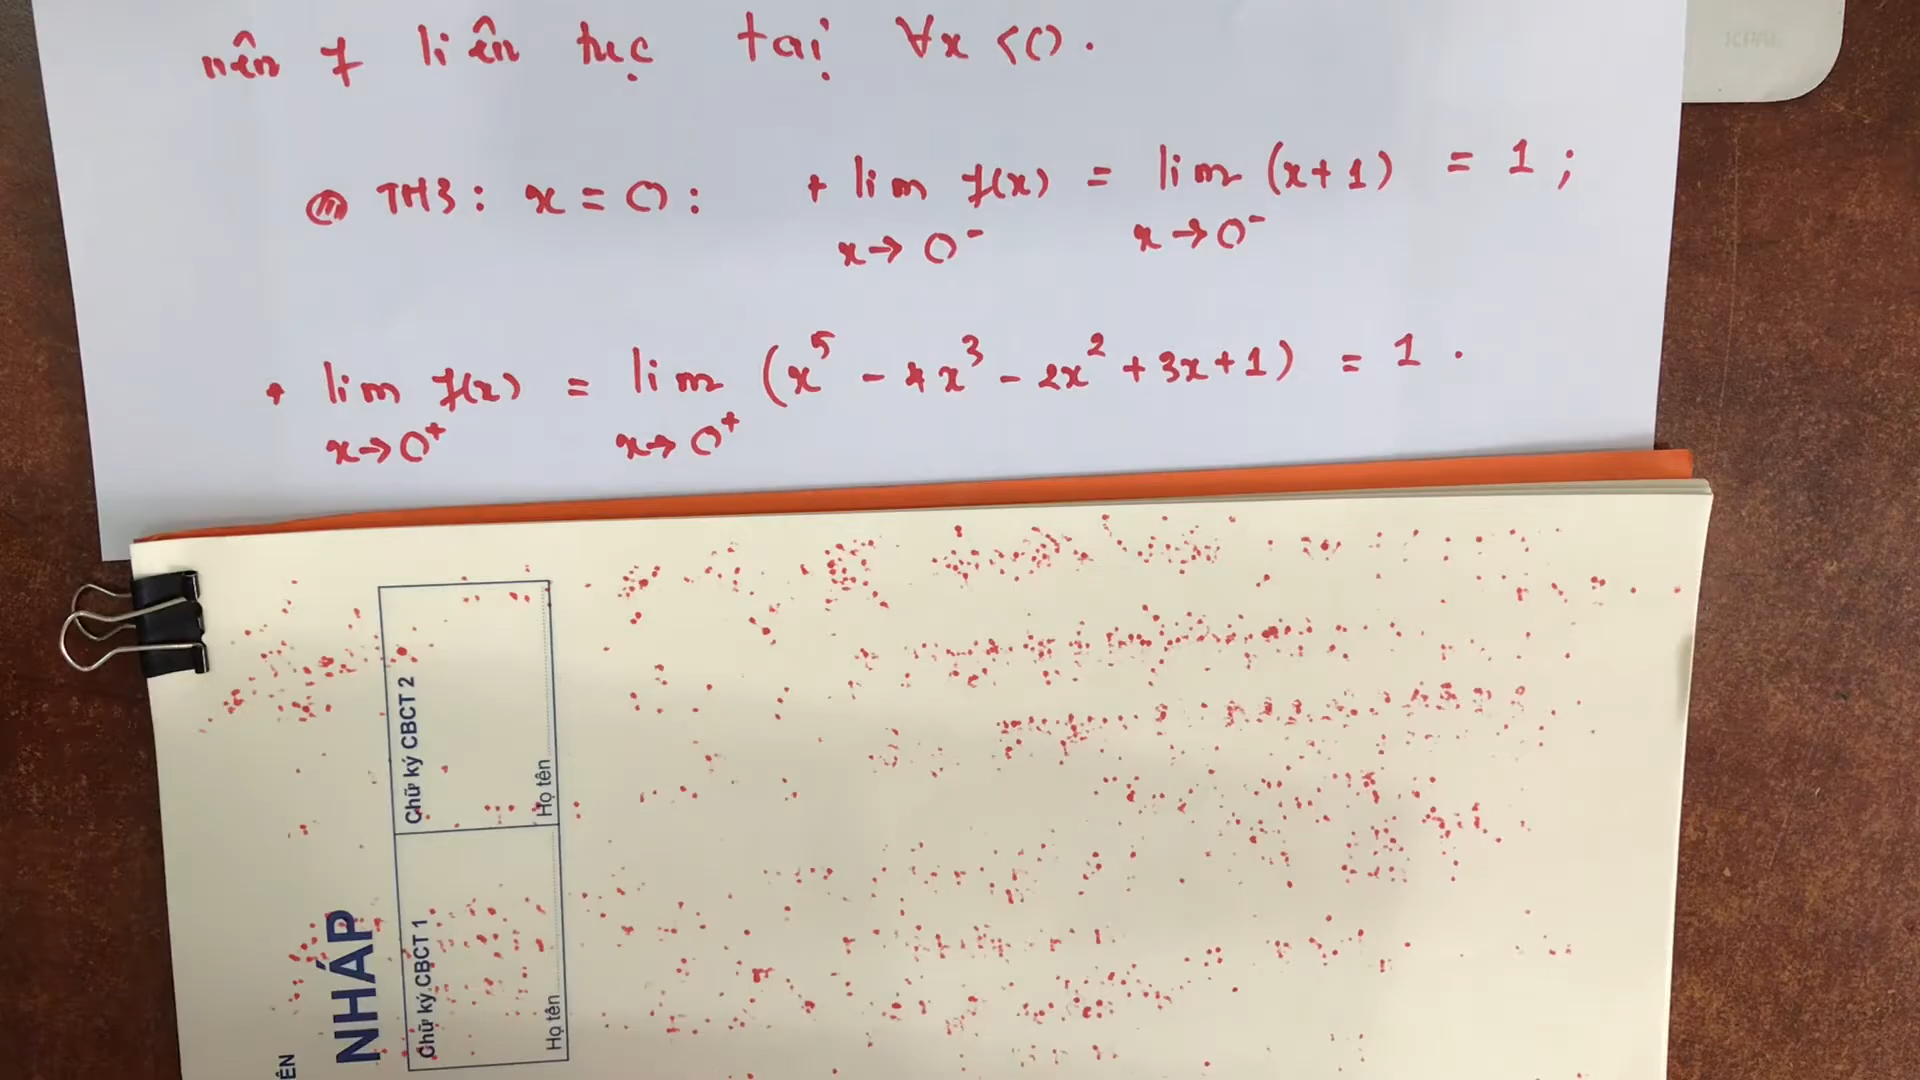 nên f liên tục tại ∀x < 0.
TH3: x = 0: + lim f(x) = lim (x+1) = 1 ;
x→0⁻ x→0⁻
+ lim f(x) = lim (x⁵ - 4x³ - 2x² + 3x + 1) = 1 .
x→0⁺ x→0⁺
Chữ ký CBCT 2
Họ tên
Chữ ký CBCT 1
Họ tên
NHÁP
ÊN